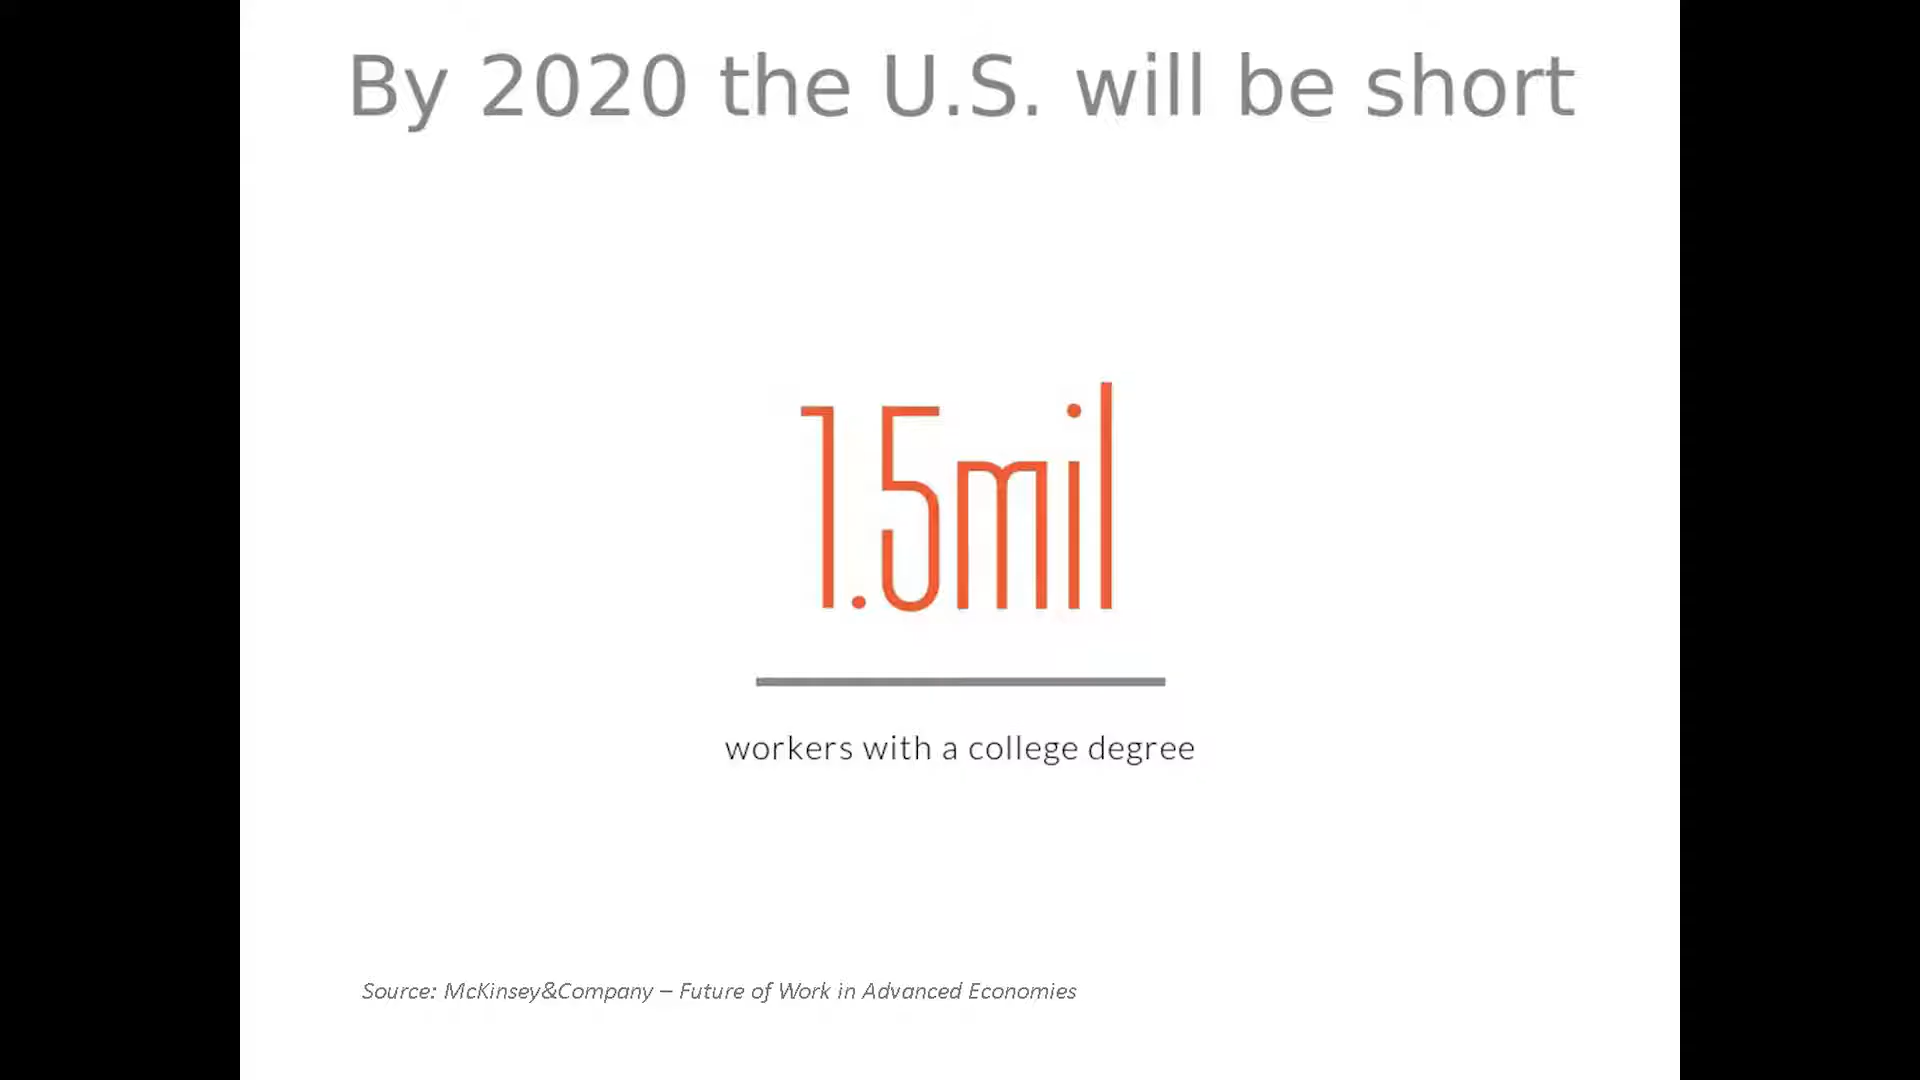 By 2020 the U.S. will be short
1.5mil
workers with a college degree
Source: McKinsey&Company – Future of Work in Advanced Economies